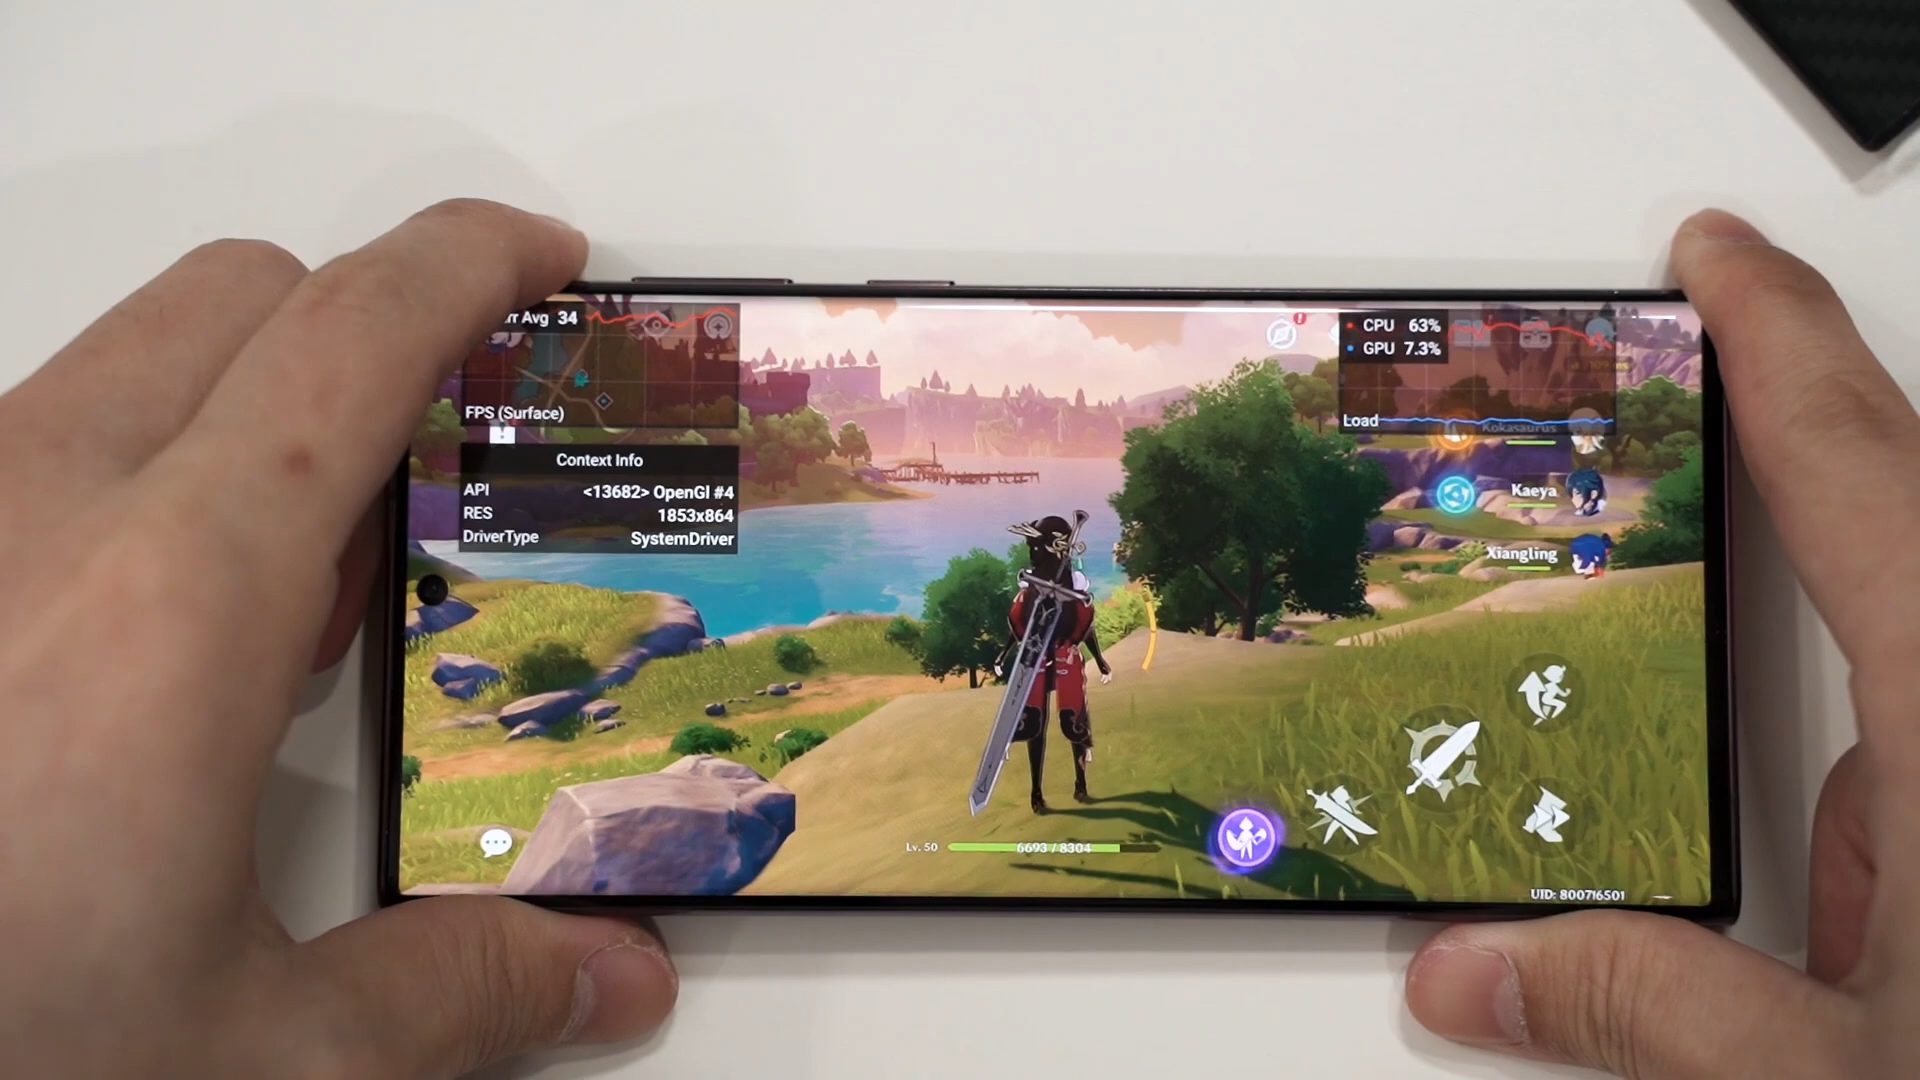 Avg 34
FPS (Surface)
Context Info
API <13682> OpenGl #4
RES 1853x864
DriverType SystemDriver
CPU 63%
GPU 7.3%
Load
Kokasaurus
Kaeya
Xiangling
Lv. 50 6693 / 8304
UID: 800716501